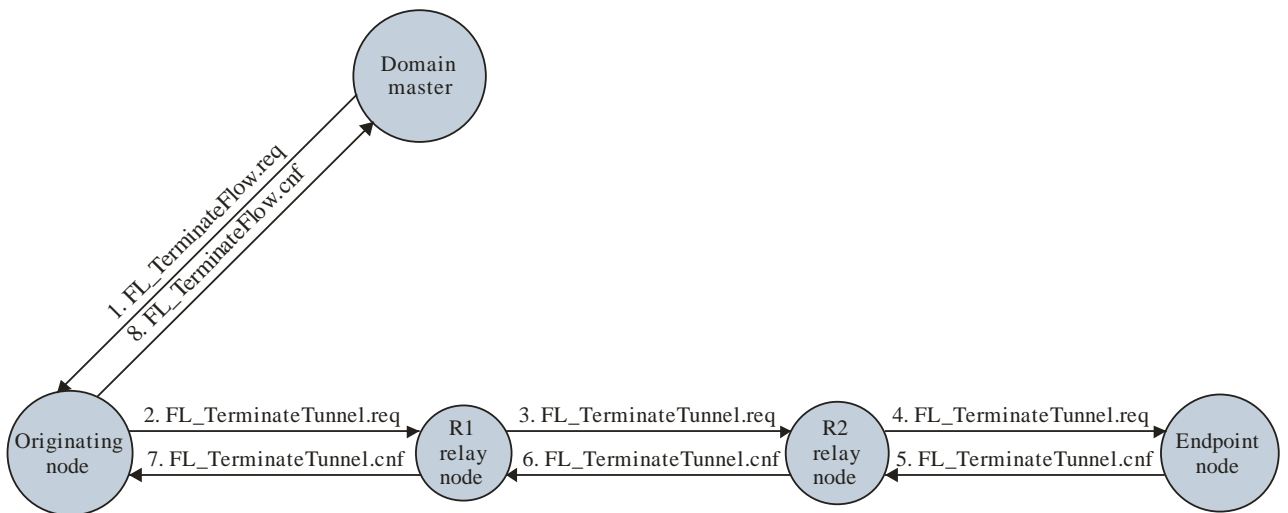 Domain
master
1. FL_TerminateFlow.req
8. FL_TerminateFlow.cnf
Originating
node
2. FL_TerminateTunnel.req
7. FL_TerminateTunnel.cnf
R1
relay
node
3. FL_TerminateTunnel.req
6. FL_TerminateTunnel.cnf
R2
relay
node
4. FL_TerminateTunnel.req
5. FL_TerminateTunnel.cnf
Endpoint
node